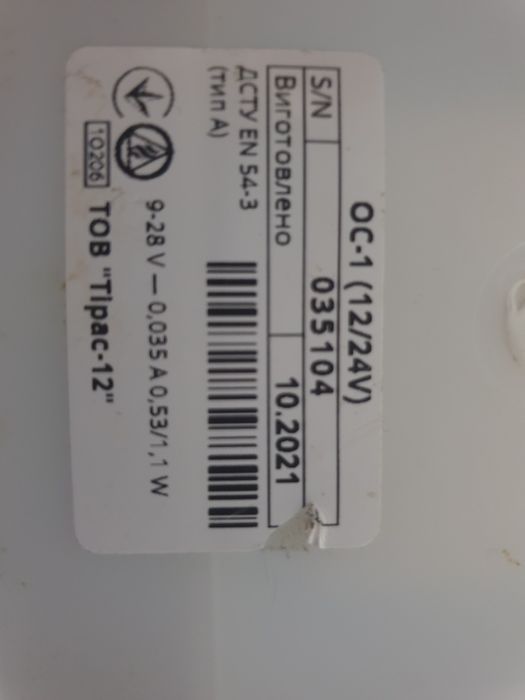 ОС-1 (12/24V)
S/N 035104
Виготовлено 10.2021
ДСТУ EN 54-3
(тип А)
9-28 V — 0,035 A 0,53/1,1 W
10206 ТОВ "Тірас-12"